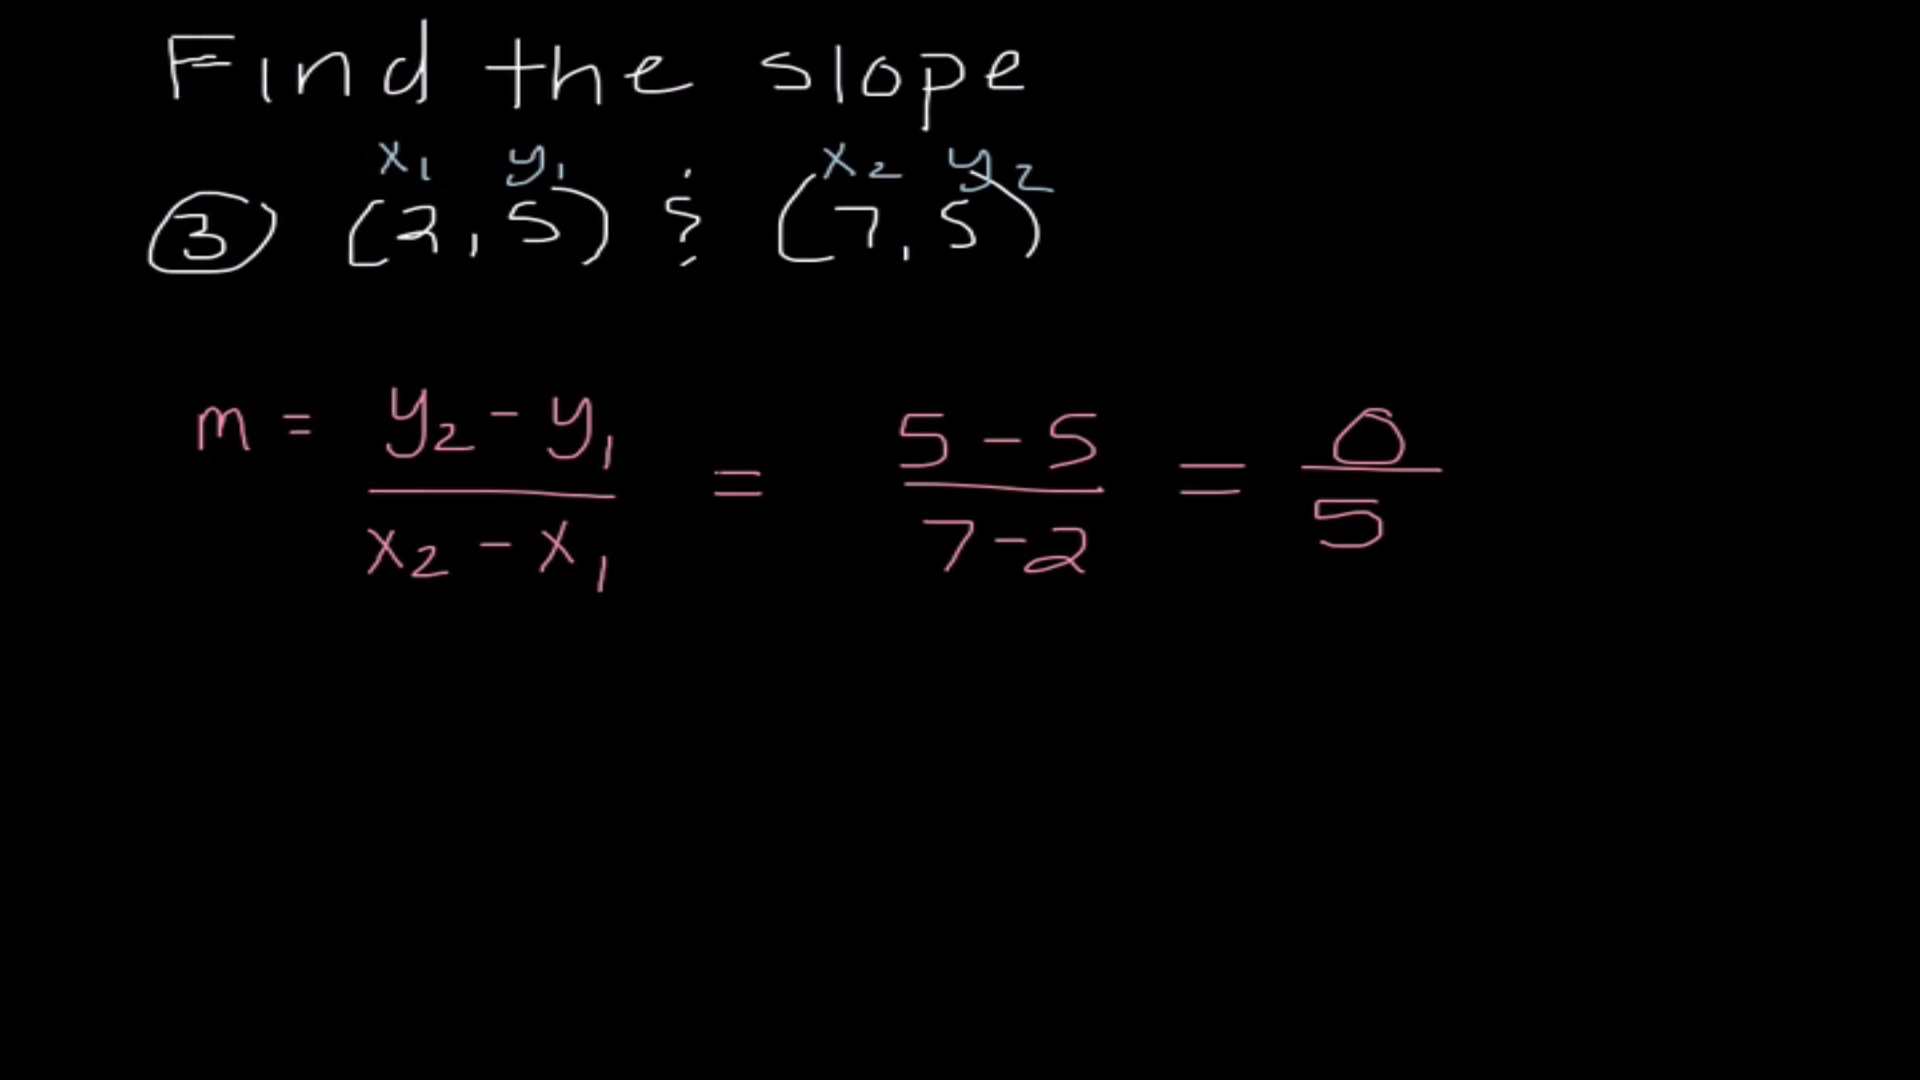 Find the slope
x₁ y₁ x₂ y₂
③ (2, 5) & (7, 5)
m = y₂ - y₁ / x₂ - x₁ = 5 - 5 / 7 - 2 = 0 / 5